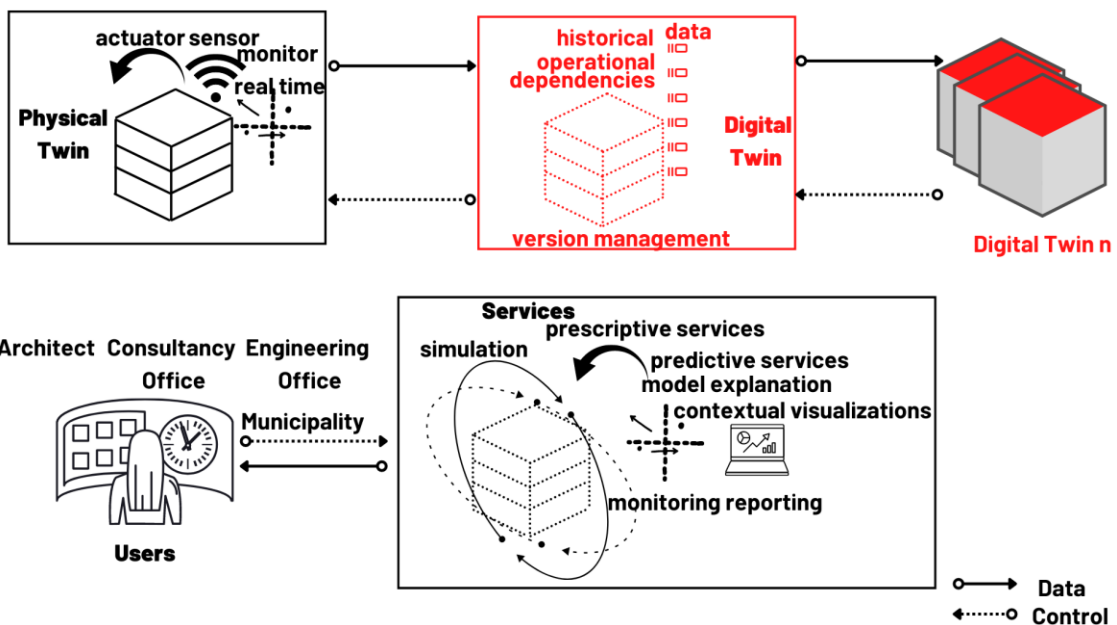 actuator sensor
monitor
real time
Physical
Twin
historical data
operational
dependencies
Digital
Twin
version management
Digital Twin n
Services
prescriptive services
simulation
predictive services
model explanation
contextual visualizations
monitoring reporting
Architect Consultancy Engineering
Office Office
Municipality
Users
Data
Control